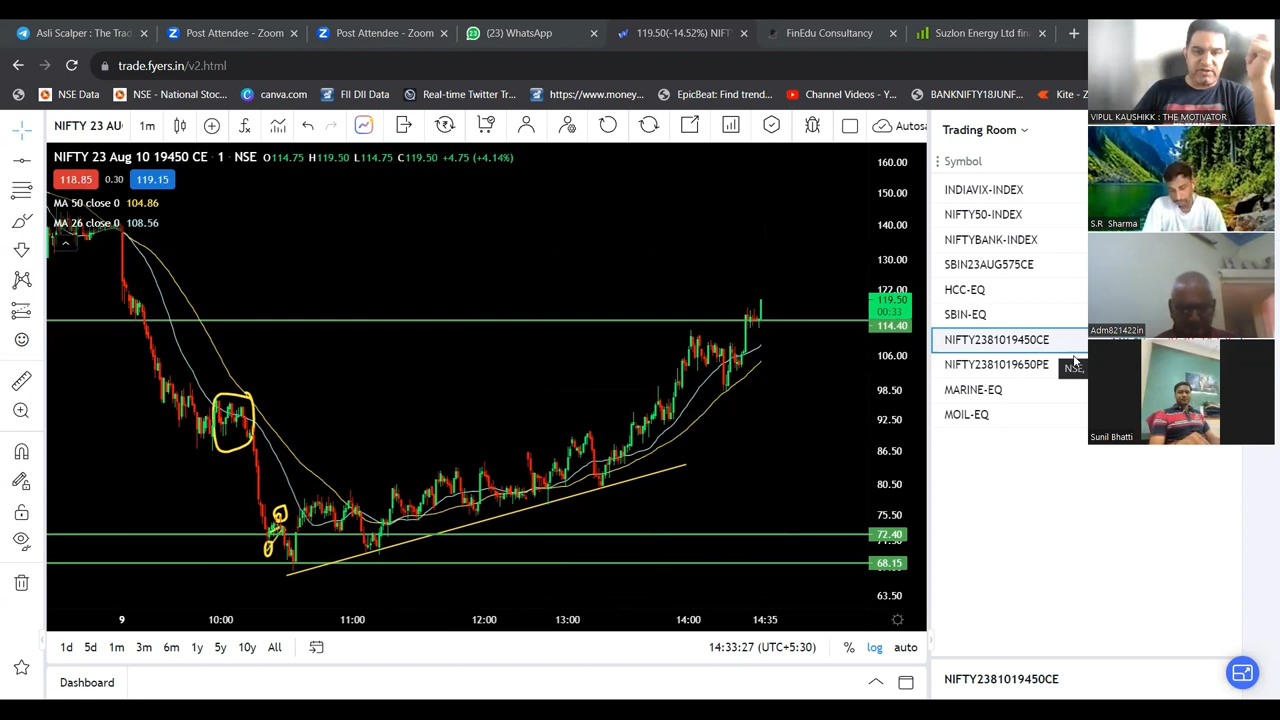 Asli Scalper : The Trad
Post Attendee - Zoom
Post Attendee - Zoom
(23) WhatsApp
119.50(-14.52%) NIFT
FinEdu Consultancy
Suzlon Energy Ltd fin
trade.fyers.in/v2.html
NSE Data
NSE - National Stoc...
canva.com
FII DII Data
Real-time Twitter Tr...
https://www.money...
EpicBeat: Find trend...
Channel Videos - Y...
BANKNIFTY18JUNF...
Kite - Z
NIFTY 23 AUG
1m
Autosa
NIFTY 23 Aug 10 19450 CE · 1 · NSE O114.75 H119.50 L114.75 C119.50 +4.75 (+4.14%)
118.85 0.30 119.15
MA 50 close 0 104.86
MA 26 close 0 108.56
160.00
150.00
140.00
130.00
122.00
119.50
00:33
114.40
106.00
98.50
92.50
86.50
80.50
75.50
72.40
68.15
63.50
9 10:00 11:00 12:00 13:00 14:00 14:35
1d 5d 1m 3m 6m 1y 5y 10y All
14:33:27 (UTC+5:30) % log auto
Dashboard
Trading Room
Symbol
INDIAVIX-INDEX
NIFTY50-INDEX
NIFTYBANK-INDEX
SBIN23AUG575CE
HCC-EQ
SBIN-EQ
NIFTY2381019450CE
NIFTY2381019650PE
NSE,
MARINE-EQ
MOIL-EQ
NIFTY2381019450CE
VIPUL KAUSHIKK : THE MOTIVATOR
S.R Sharma
Adm821422in
Sunil Bhatti